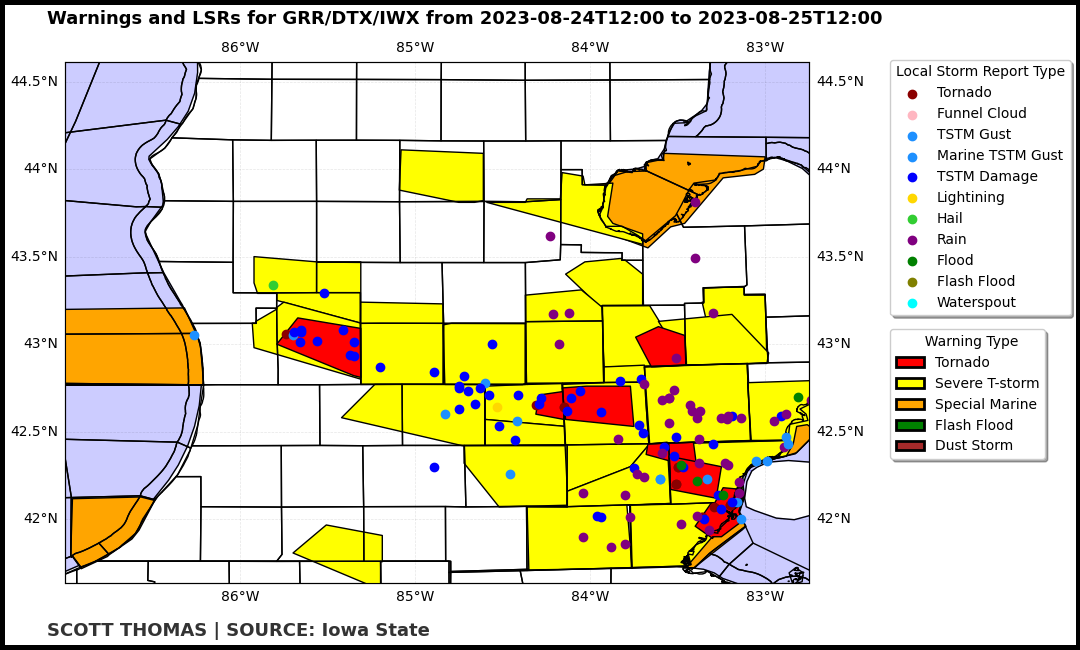 Warnings and LSRs for GRR/DTX/IWX from 2023-08-24T12:00 to 2023-08-25T12:00
86°W 85°W 84°W 83°W
44.5°N 44.5°N
44°N 44°N
43.5°N 43.5°N
43°N 43°N
42.5°N 42.5°N
42°N 42°N
86°W 85°W 84°W 83°W
Local Storm Report Type
Tornado
Funnel Cloud
TSTM Gust
Marine TSTM Gust
TSTM Damage
Lightining
Hail
Rain
Flood
Flash Flood
Waterspout
Warning Type
Tornado
Severe T-storm
Special Marine
Flash Flood
Dust Storm
SCOTT THOMAS | SOURCE: Iowa State